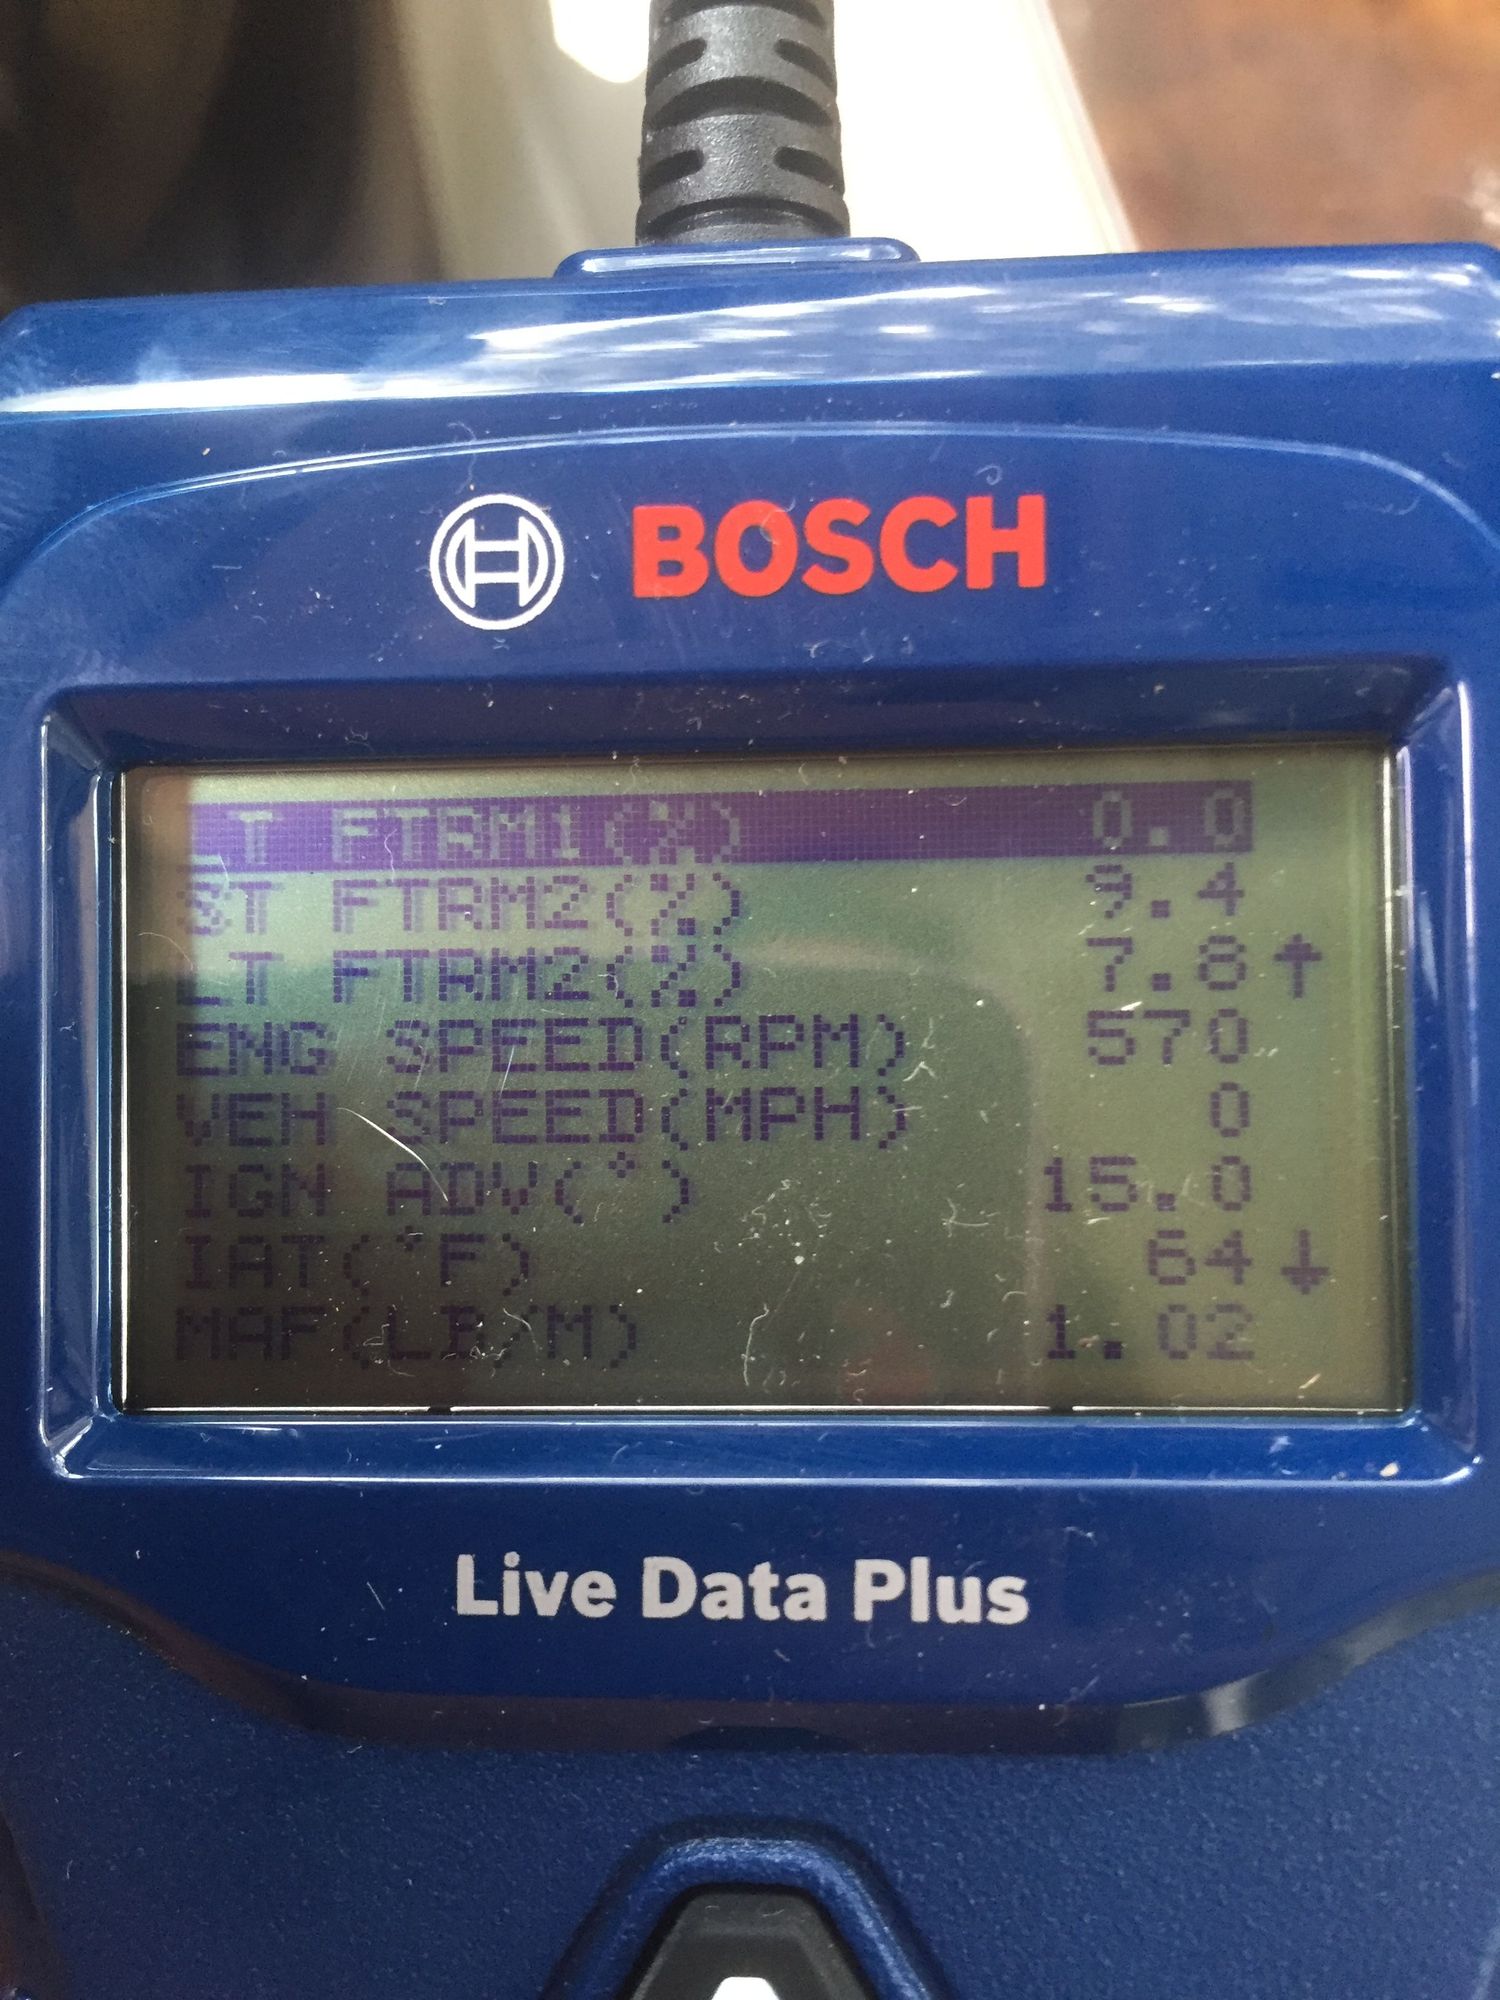 BOSCH
LT FTRM1(%) 0.0
ST FTRM2(%) 9.4
LT FTRM2(%) 7.8 ↑
ENG SPEED(RPM) 570
VEH SPEED(MPH) 0
IGN ADV(°) 15.0
IAT(°F) 64 ↓
MAF(LB/M) 1.02
Live Data Plus